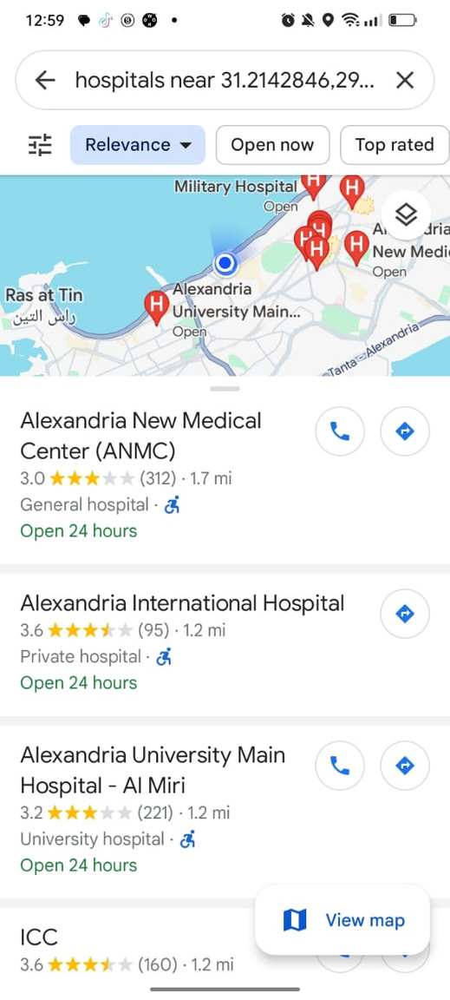 12:59
hospitals near 31.2142846,29...
Relevance
Open now
Top rated
Military Hospital
Open
New Medi
Open
Ras at Tin
راس التين
Alexandria
University Main...
Open
Tanta - Alexandria
Alexandria New Medical
Center (ANMC)
3.0 (312) · 1.7 mi
General hospital ·
Open 24 hours
Alexandria International Hospital
3.6 (95) · 1.2 mi
Private hospital ·
Open 24 hours
Alexandria University Main
Hospital - Al Miri
3.2 (221) · 1.2 mi
University hospital ·
Open 24 hours
View map
ICC
3.6 (160) · 1.2 mi